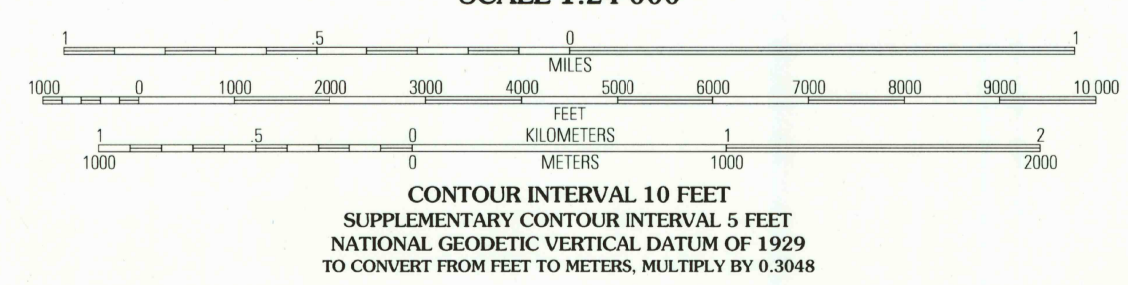 1 .5 0 1
MILES
1000 0 1000 2000 3000 4000 5000 6000 7000 8000 9000 10 000
FEET
1 .5 0 KILOMETERS 1 2
1000 0 METERS 1000 2000
CONTOUR INTERVAL 10 FEET
SUPPLEMENTARY CONTOUR INTERVAL 5 FEET
NATIONAL GEODETIC VERTICAL DATUM OF 1929
TO CONVERT FROM FEET TO METERS, MULTIPLY BY 0.3048